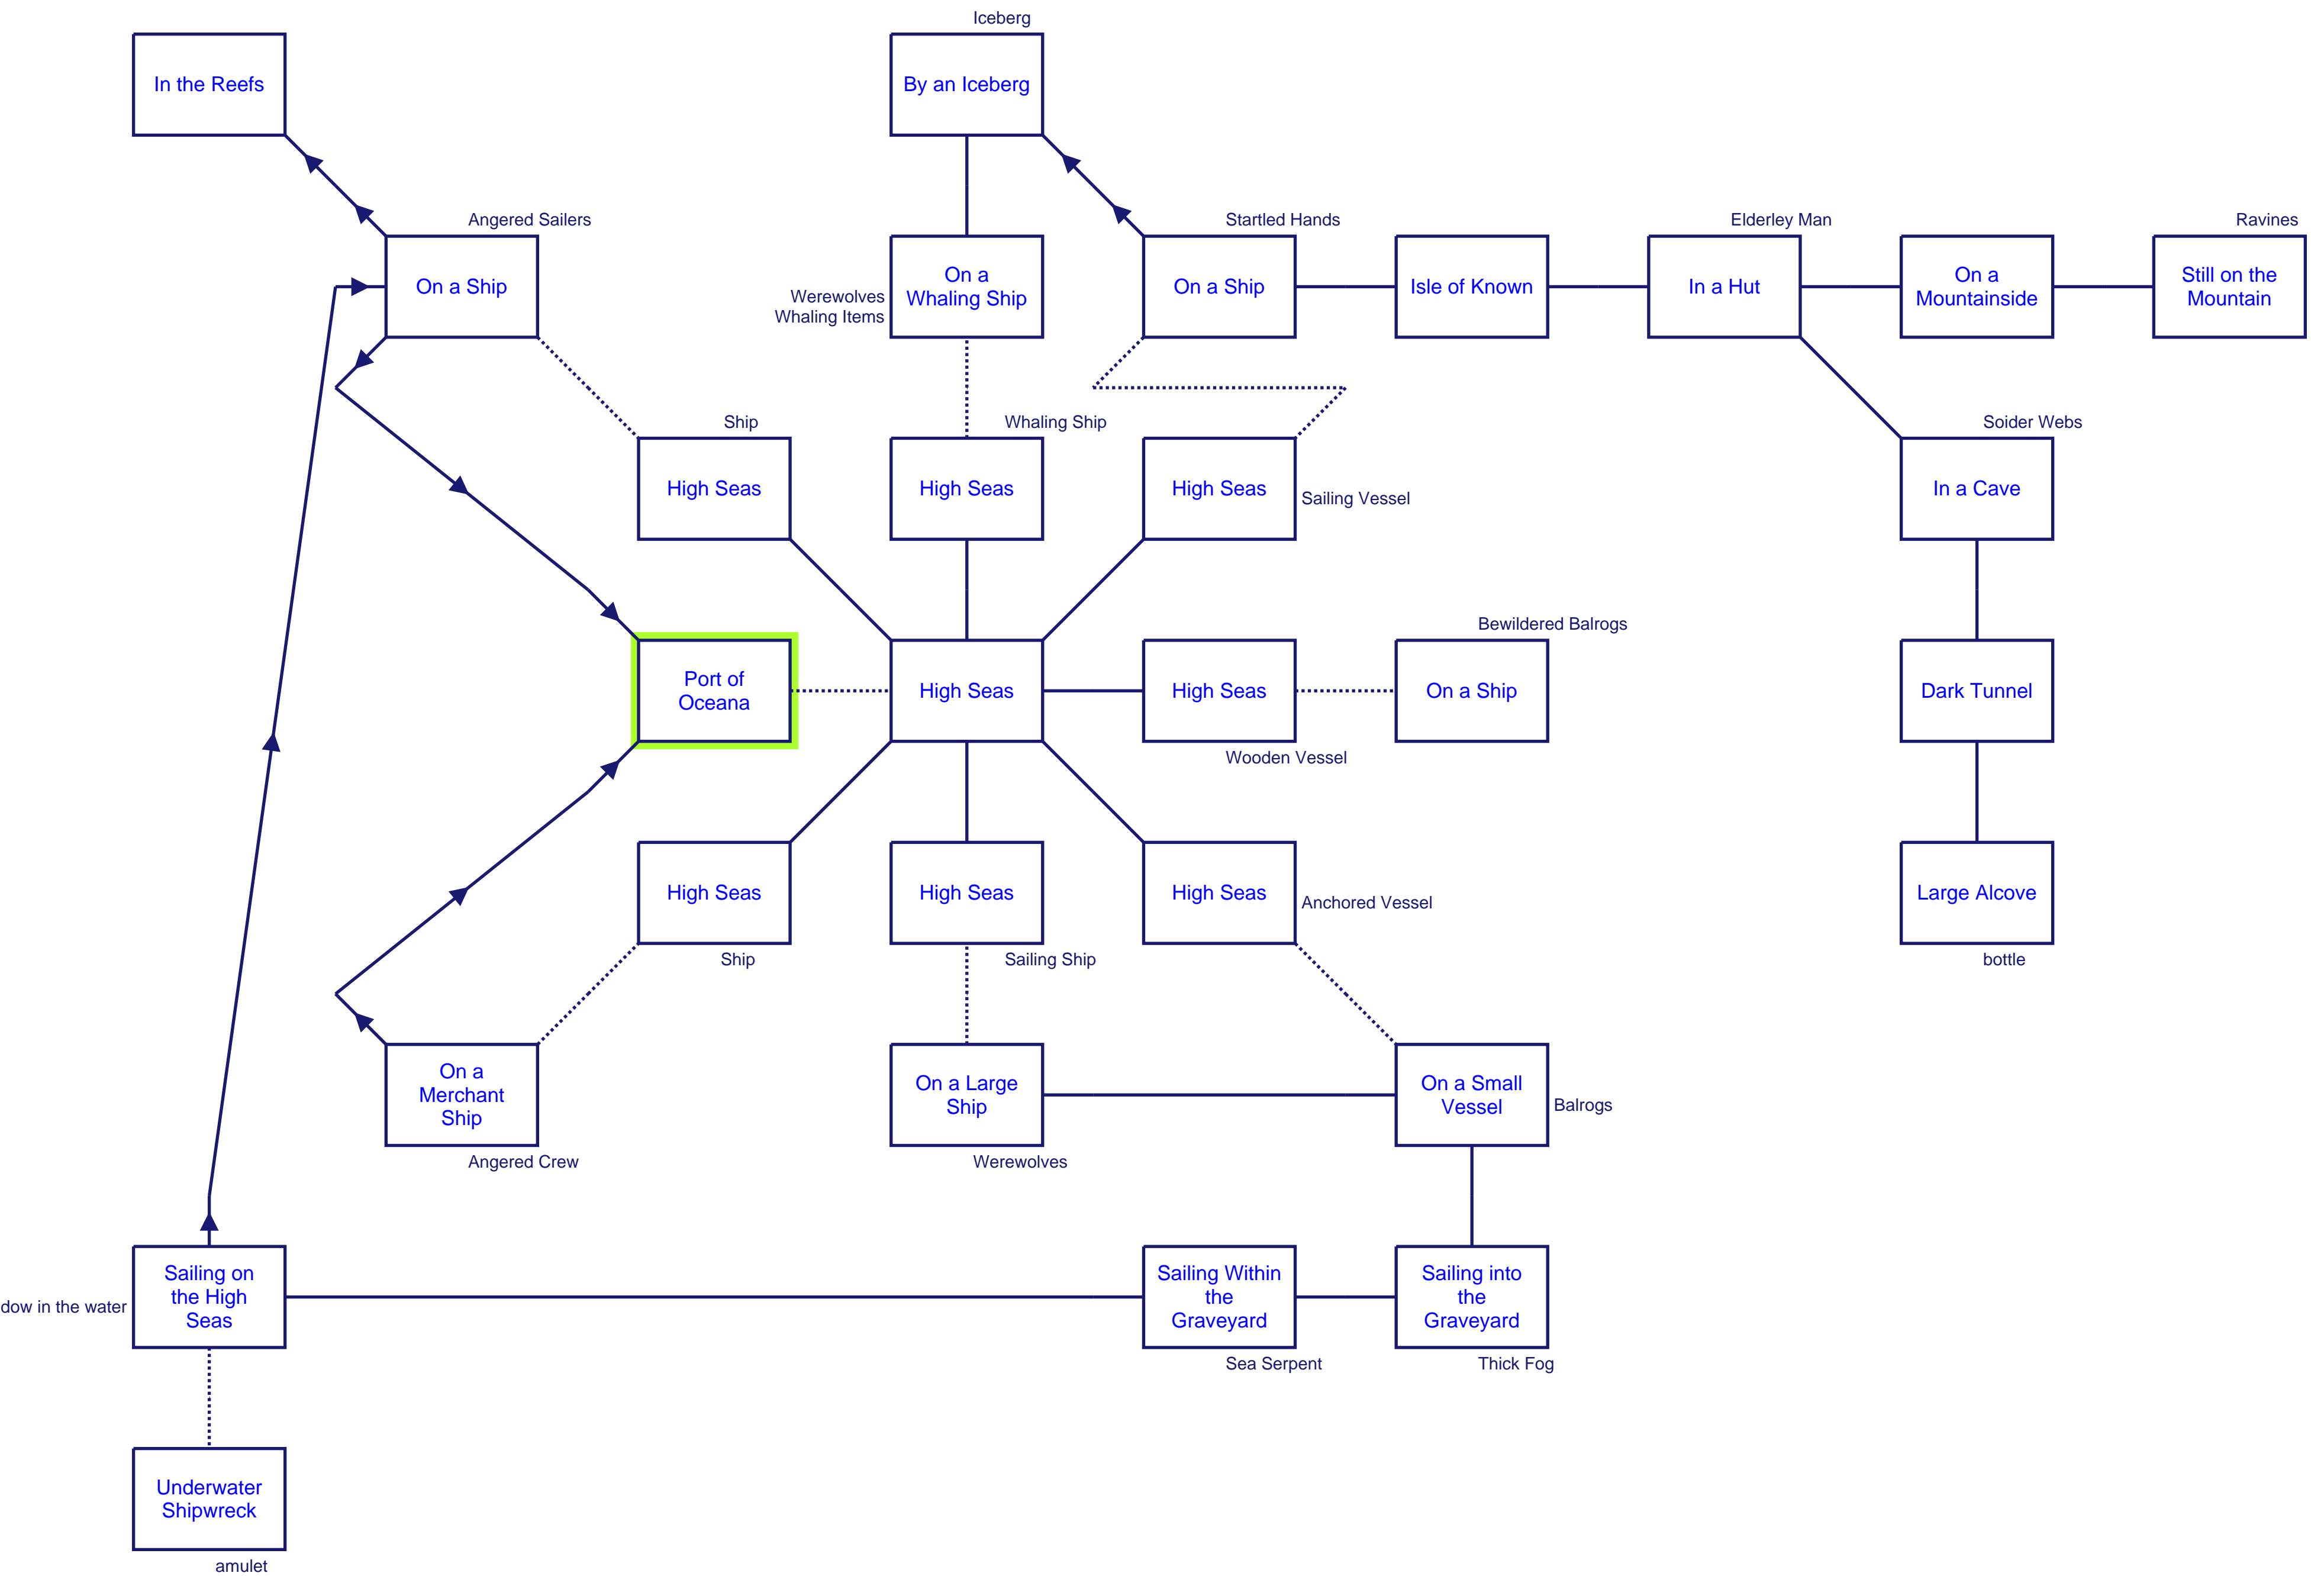 Iceberg
In the Reefs
By an Iceberg
Angered Sailers
Startled Hands
Elderley Man
Ravines
On a Ship
Werewolves
Whaling Items
On a
Whaling Ship
On a Ship
Isle of Known
In a Hut
On a
Mountainside
Still on the
Mountain
Ship
Whaling Ship
Soider Webs
High Seas
High Seas
High Seas
Sailing Vessel
In a Cave
Bewildered Balrogs
Port of
Oceana
High Seas
High Seas
On a Ship
Dark Tunnel
Wooden Vessel
High Seas
High Seas
High Seas
Anchored Vessel
Large Alcove
Ship
Sailing Ship
bottle
On a
Merchant
Ship
On a Large
Ship
On a Small
Vessel
Balrogs
Angered Crew
Werewolves
dow in the water
Sailing on
the High
Seas
Sailing Within
the
Graveyard
Sailing into
the
Graveyard
Sea Serpent
Thick Fog
Underwater
Shipwreck
amulet